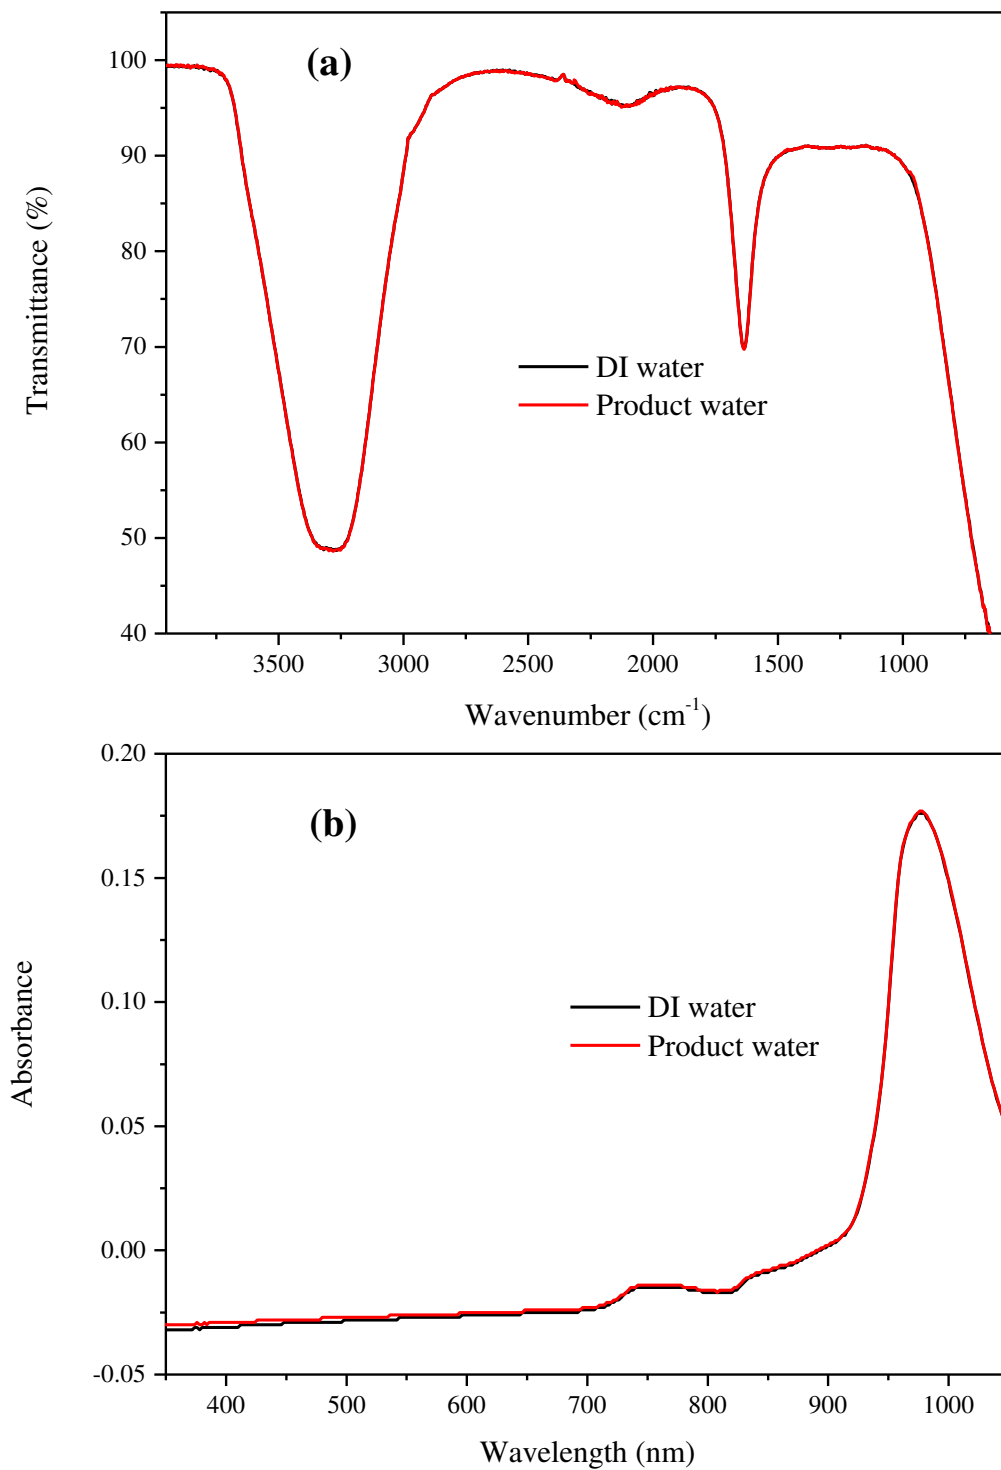 (a)
100
90
80
70
60
50
40
Transmittance (%)
DI water
Product water
3500 3000 2500 2000 1500 1000
Wavenumber (cm⁻¹)
(b)
0.20
0.15
0.10
0.05
0.00
-0.05
Absorbance
DI water
Product water
400 500 600 700 800 900 1000
Wavelength (nm)